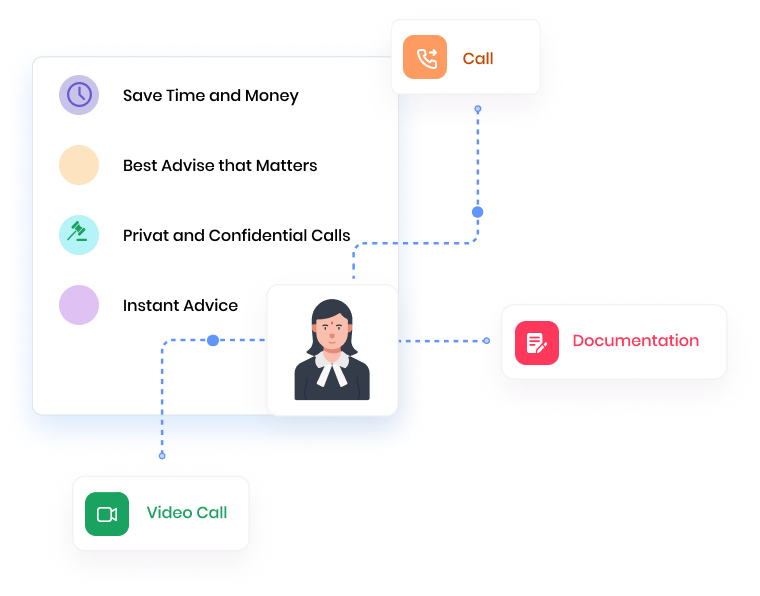 Call
Save Time and Money
Best Advise that Matters
Privat and Confidential Calls
Instant Advice
Documentation
Video Call